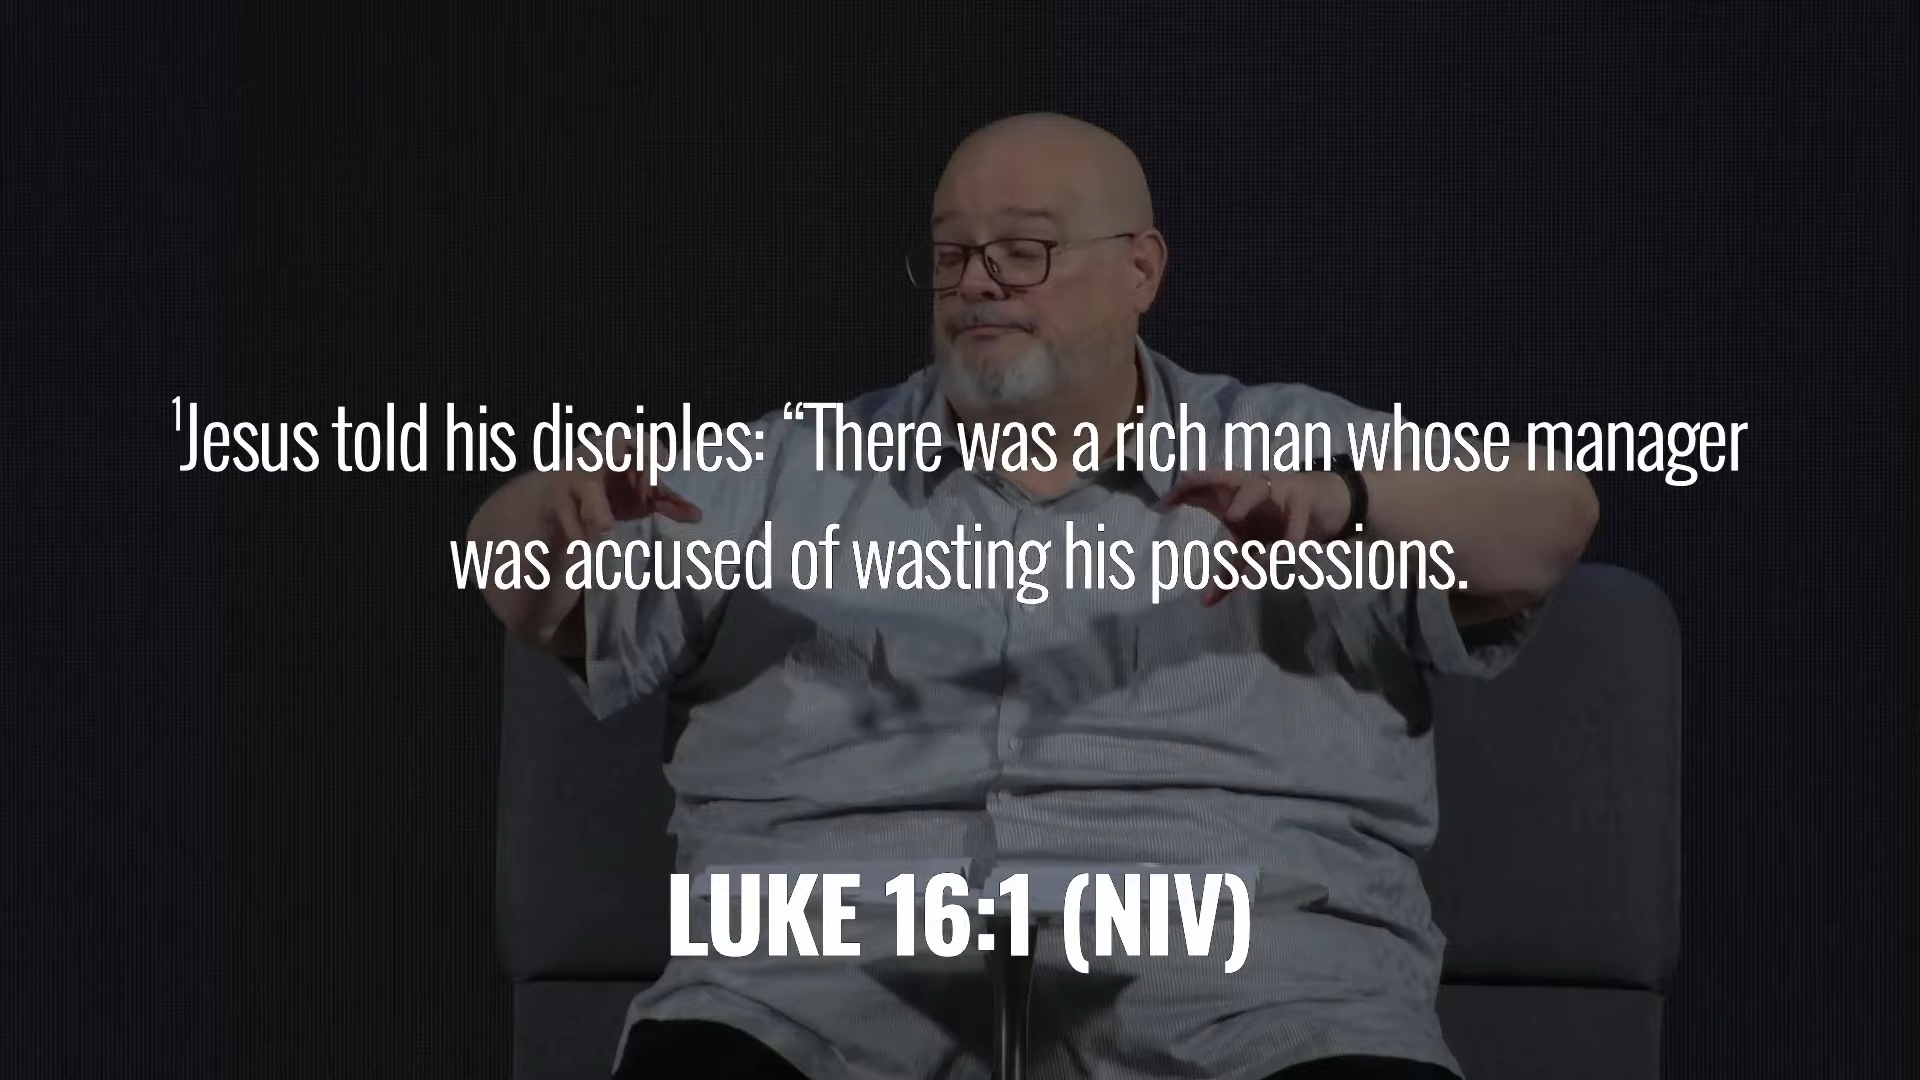 ¹Jesus told his disciples: “There was a rich man whose manager
was accused of wasting his possessions.
LUKE 16:1 (NIV)